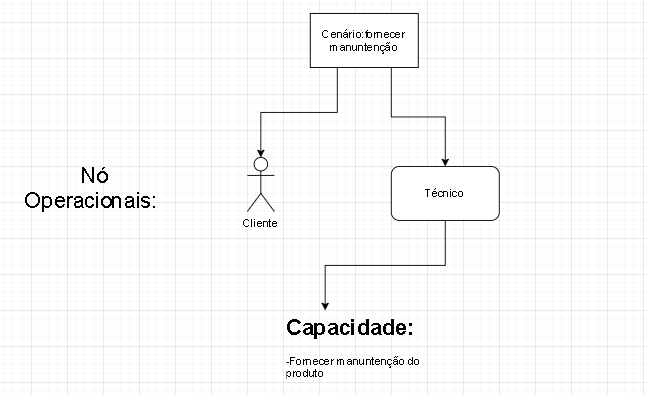 Cenário:fornecer
manuntenção
Nó
Operacionais:
Técnico
Cliente
Capacidade:
-Fornecer manuntenção do
produto